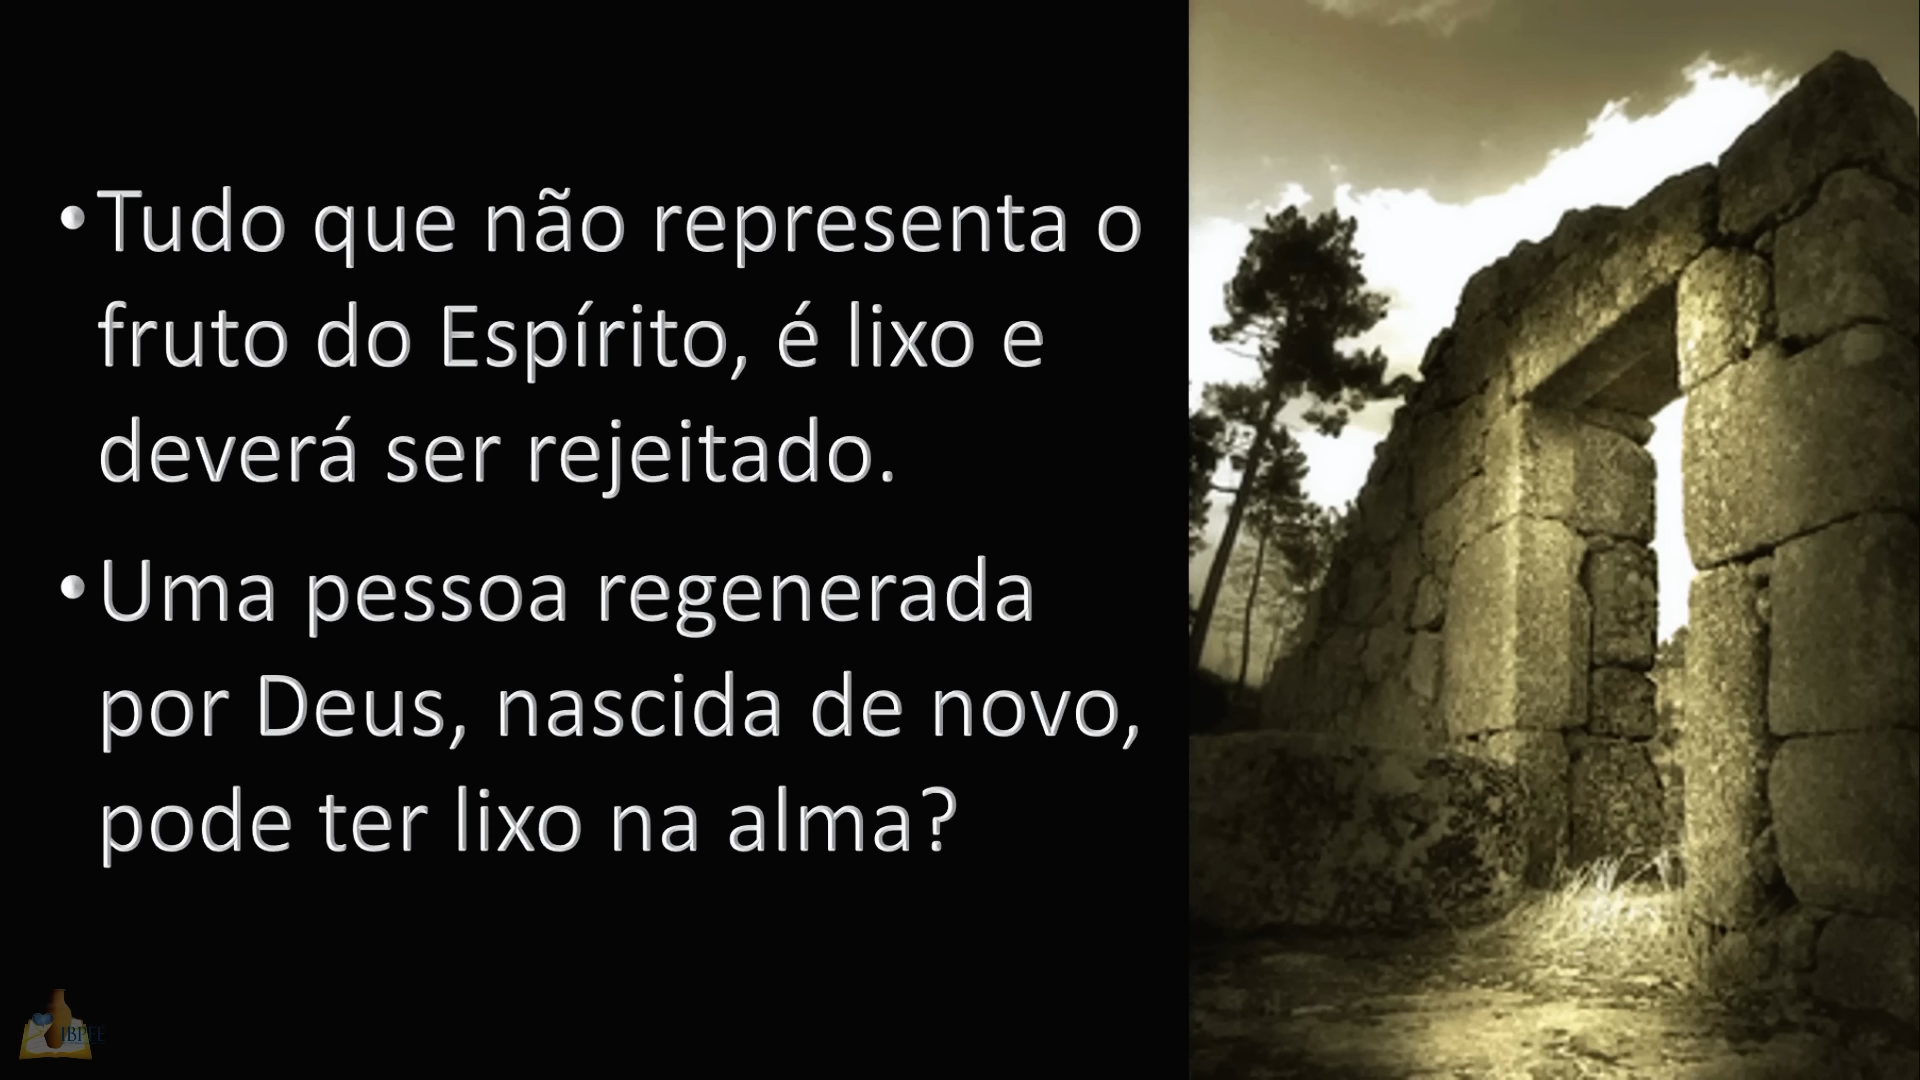 • Tudo que não representa o
fruto do Espírito, é lixo e
deverá ser rejeitado.
• Uma pessoa regenerada
por Deus, nascida de novo,
pode ter lixo na alma?